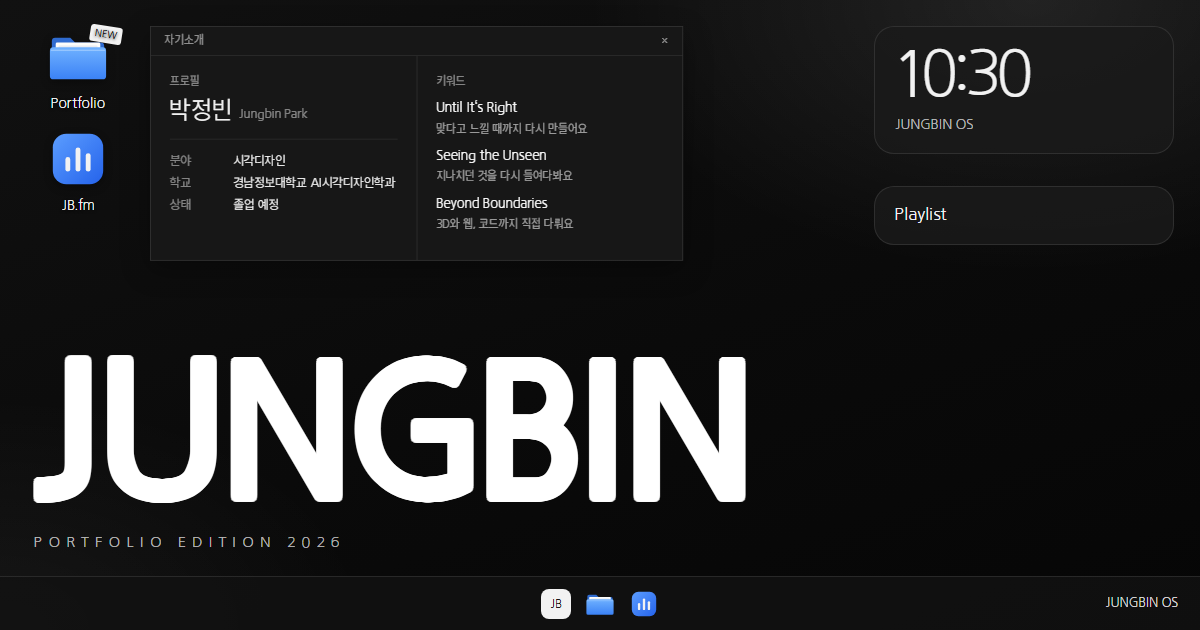 NEW
Portfolio
JB.fm
자기소개 ×
프로필
박정빈 Jungbin Park
분야 시각디자인
학교 경남정보대학교 AI시각디자인학과
상태 졸업 예정
키워드
Until It's Right
맞다고 느낄 때까지 다시 만들어요
Seeing the Unseen
지나치던 것을 다시 들여다봐요
Beyond Boundaries
3D와 웹, 코드까지 직접 다뤄요
10:30
JUNGBIN OS
Playlist
JUNGBIN
PORTFOLIO EDITION 2026
JB
JUNGBIN OS